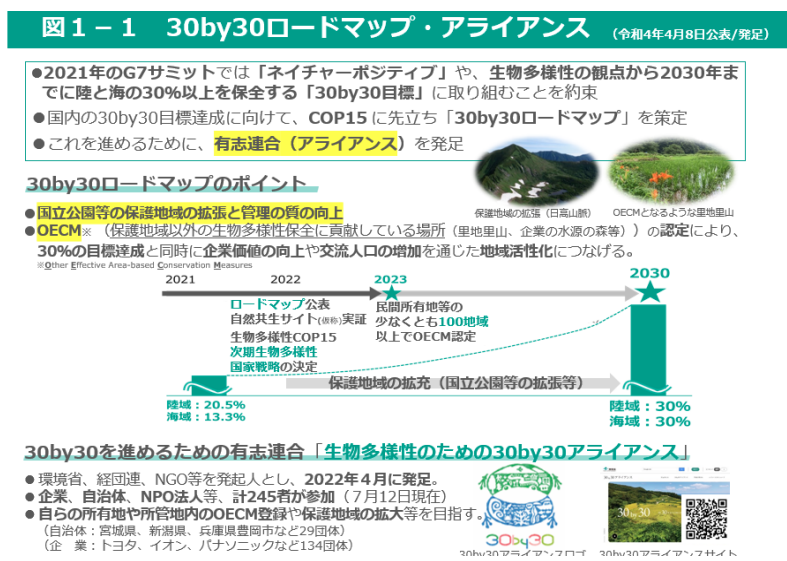 図１－１　30by30ロードマップ・アライアンス （令和4年4月8日公表/発足）
●2021年のG7サミットでは「ネイチャーポジティブ」や、生物多様性の観点から2030年ま
でに陸と海の30%以上を保全する「30by30目標」に取り組むことを約束
●国内の30by30目標達成に向けて、COP15 に先立ち「30by30ロードマップ」を策定
●これを進めるために、有志連合（アライアンス）を発足
30by30ロードマップのポイント
保護地域の拡張（日高山脈）
OECMとなるような里地里山
●国立公園等の保護地域の拡張と管理の質の向上
●OECM※ （保護地域以外の生物多様性保全に貢献している場所（里地里山、企業の水源の森等））の認定により、
30%の目標達成と同時に企業価値の向上や交流人口の増加を通じた地域活性化につなげる。
※Other Effective Area-based Conservation Measures
2021 2022 2023 2030
ロードマップ公表
自然共生サイト(仮称)実証
生物多様性COP15
次期生物多様性
国家戦略の決定
民間所有地等の
少なくとも100地域
以上でOECM認定
保護地域の拡充（国立公園等の拡張等）
陸域：20.5%
海域：13.3%
陸域：30%
海域：30%
30by30を進めるための有志連合「生物多様性のための30by30アライアンス」
●環境省、経団連、NGO等を発起人とし、2022年４月に発足。
●企業、自治体、NPO法人等、計245者が参加（７月12日現在）
●自らの所有地や所管地内のOECM登録や保護地域の拡大等を目指す。
（自治体：宮城県、新潟県、兵庫県豊岡市など29団体）
（企　業：トヨタ、イオン、パナソニックなど134団体）
30by30
30by30
30by30アライアンスロゴ
30by30アライアンスサイト